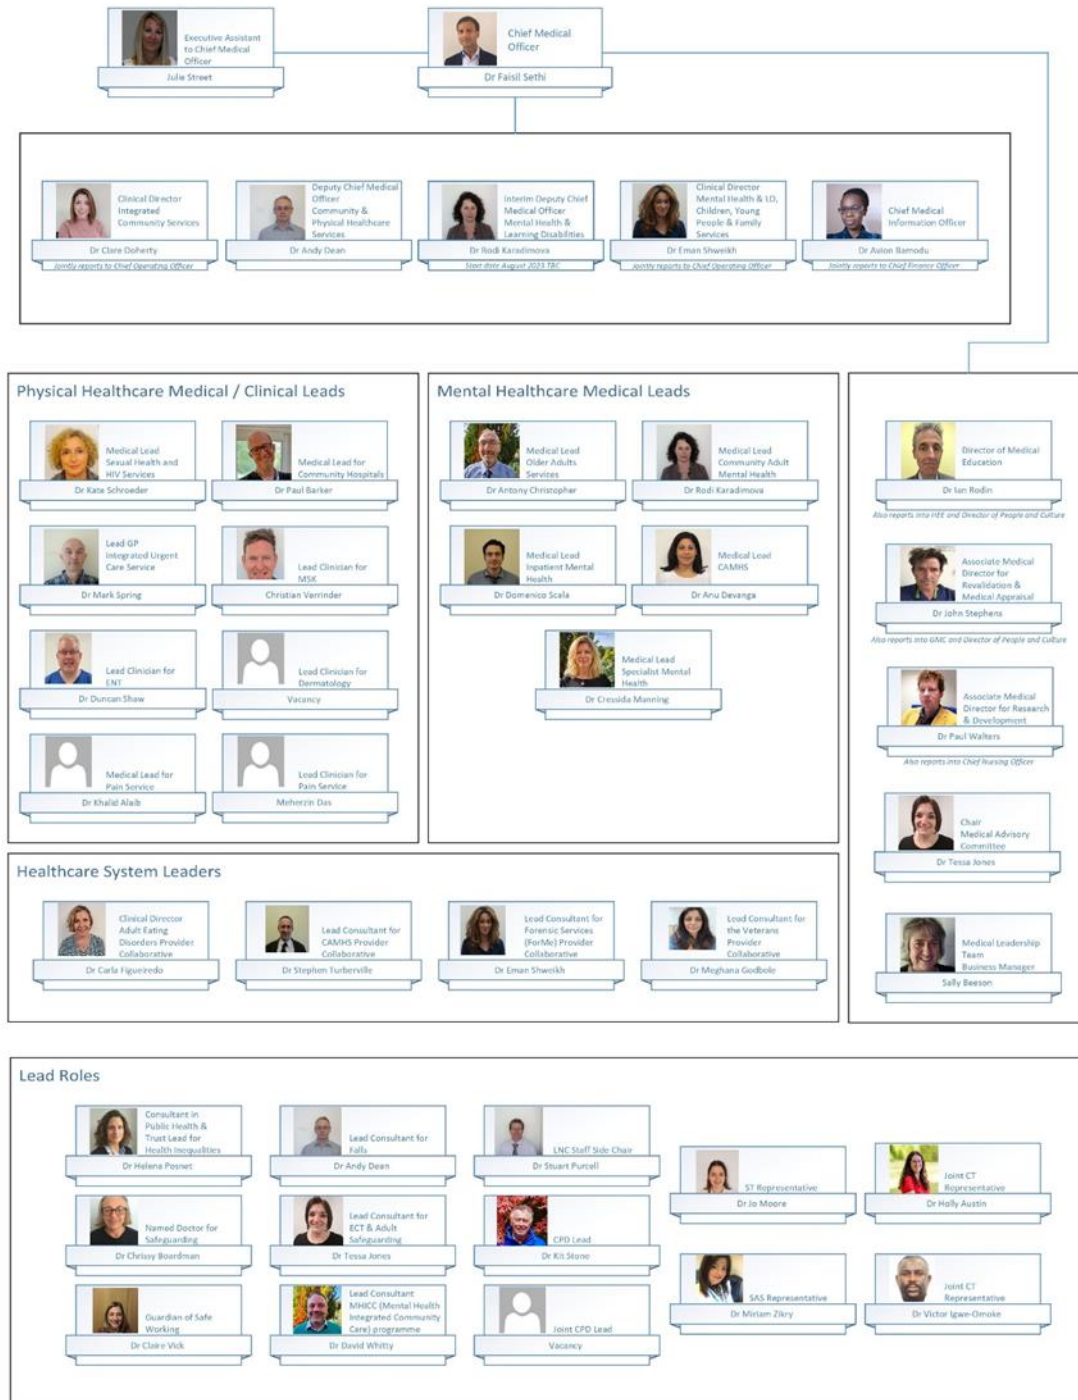 Executive Assistant
to Chief Medical
Officer
Julie Street
Chief Medical
Officer
Dr Faisil Sethi
Clinical Director
Integrated
Community Services
Dr Clare Doherty
Jointly reports to Chief Operating Officer
Deputy Chief Medical
Officer
Community &
Physical Healthcare
Services
Dr Andy Dean
Interim Deputy Chief
Medical Officer
Mental Health &
Learning Disabilities
Dr Rodi Karadimova
Start date August 2023 TBC
Clinical Director
Mental Health & LD,
Children, Young
People & Family
Services
Dr Eman Shweikh
Jointly reports to Chief Operating Officer
Chief Medical
Information Officer
Dr Avion Bamodu
Jointly reports to Chief Finance Officer
Physical Healthcare Medical / Clinical Leads
Medical Lead
Sexual Health and
HIV Services
Dr Kate Schroeder
Medical Lead for
Community Hospitals
Dr Paul Barker
Lead GP
Integrated Urgent
Care Service
Dr Mark Spring
Lead Clinician for
MSK
Christian Verrinder
Lead Clinician for
ENT
Dr Duncan Shaw
Lead Clinician for
Dermatology
Vacancy
Medical Lead for
Pain Service
Dr Khalid Alaib
Lead Clinician for
Pain Service
Meherzin Das
Mental Healthcare Medical Leads
Medical Lead
Older Adults
Services
Dr Antony Christopher
Medical Lead
Community Adult
Mental Health
Dr Rodi Karadimova
Medical Lead
Inpatient Mental
Health
Dr Domenico Scala
Medical Lead
CAMHS
Dr Anu Devanga
Medical Lead
Specialist Mental
Health
Dr Cressida Manning
Director of Medical
Education
Dr Ian Rodin
Also reports into HEE and Director of People and Culture
Associate Medical
Director for
Revalidation &
Medical Appraisal
Dr John Stephens
Also reports into GMC and Director of People and Culture
Associate Medical
Director for Research
& Development
Dr Paul Walters
Also reports into Chief Nursing Officer
Chair
Medical Advisory
Committee
Dr Tessa Jones
Medical Leadership
Team
Business Manager
Sally Beeson
Healthcare System Leaders
Clinical Director
Adult Eating
Disorders Provider
Collaborative
Dr Carla Figueiredo
Lead Consultant for
CAMHS Provider
Collaborative
Dr Stephen Turberville
Lead Consultant for
Forensic Services
(ForMe) Provider
Collaborative
Dr Eman Shweikh
Lead Consultant for
the Veterans
Provider
Collaborative
Dr Meghana Godbole
Lead Roles
Consultant in
Public Health &
Trust Lead for
Health Inequalities
Dr Helena Posnet
Lead Consultant for
Falls
Dr Andy Dean
LNC Staff Side Chair
Dr Stuart Purcell
ST Representative
Dr Jo Moore
Joint CT
Representative
Dr Holly Austin
Named Doctor for
Safeguarding
Dr Chrissy Boardman
Lead Consultant for
ECT & Adult
Safeguarding
Dr Tessa Jones
CPD Lead
Dr Kit Stone
SAS Representative
Dr Miriam Zikry
Joint CT
Representative
Dr Victor Igwe-Omoke
Guardian of Safe
Working
Dr Claire Vick
Lead Consultant
MHICC (Mental Health
Integrated Community
Care) programme
Dr David Whitty
Joint CPD Lead
Vacancy